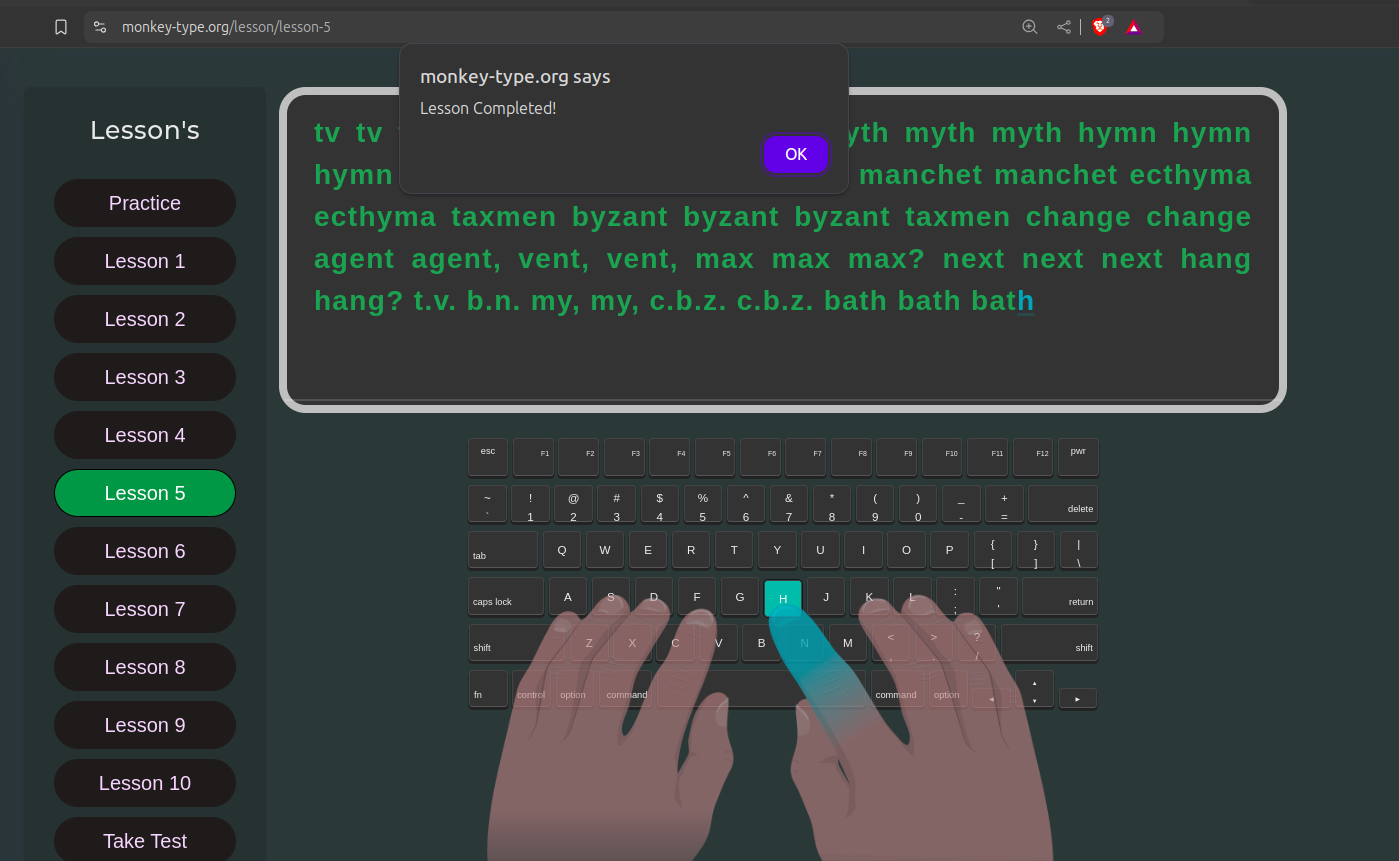 monkey-type.org/lesson/lesson-5
2
monkey-type.org says
Lesson Completed!
OK
Lesson's
Practice
Lesson 1
Lesson 2
Lesson 3
Lesson 4
Lesson 5
Lesson 6
Lesson 7
Lesson 8
Lesson 9
Lesson 10
Take Test
tv tv myth myth hymn hymn
hymn manchet manchet ecthyma
ecthyma taxmen byzant byzant byzant taxmen change change
agent agent, vent, vent, max max max? next next next hang
hang? t.v. b.n. my, my, c.b.z. c.b.z. bath bath bath
esc F1 F2 F3 F4 F5 F6 F7 F8 F9 F10 F11 F12 pwr
~ ! @ # $ % ^ & * ( ) _ +
` 1 2 3 4 5 6 7 8 9 0 - = delete
tab Q W E R T Y U I O P { } |
[ ] \
caps lock A S D F G H J K L : "
; ' return
shift Z X C V B N M < > ?
, . / shift
fn control option command command option